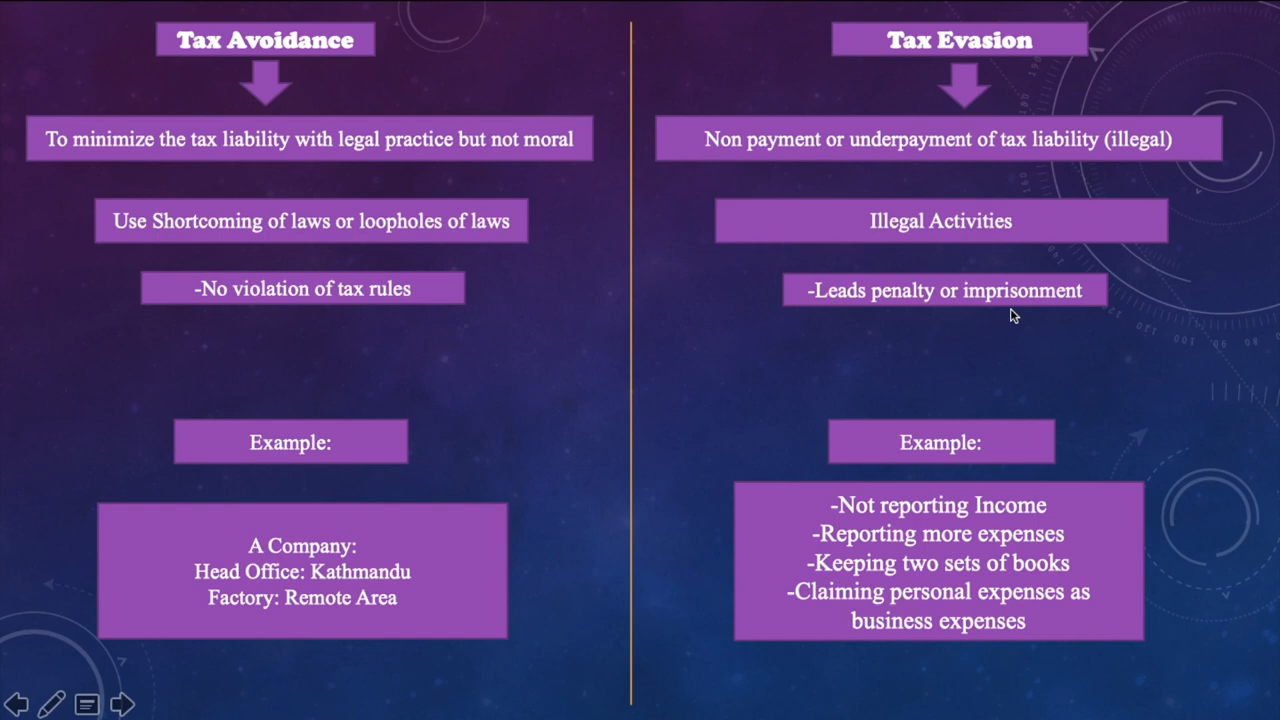 Tax Avoidance
To minimize the tax liability with legal practice but not moral
Use Shortcoming of laws or loopholes of laws
-No violation of tax rules
Example:
A Company:
Head Office: Kathmandu
Factory: Remote Area
Tax Evasion
Non payment or underpayment of tax liability (illegal)
Illegal Activities
-Leads penalty or imprisonment
Example:
-Not reporting Income
-Reporting more expenses
-Keeping two sets of books
-Claiming personal expenses as
business expenses